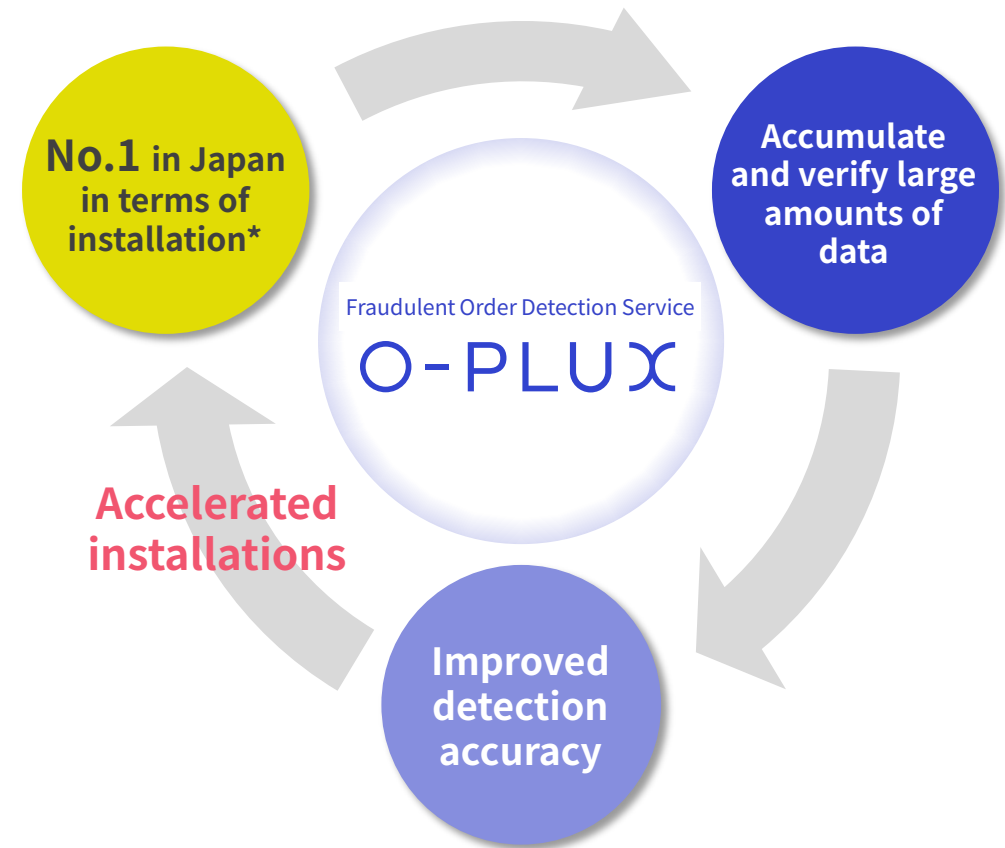 No.1 in Japan
in terms of
installation*
Accumulate
and verify large
amounts of
data
Fraudulent Order Detection Service
O-PLUX
Accelerated
installations
Improved
detection
accuracy